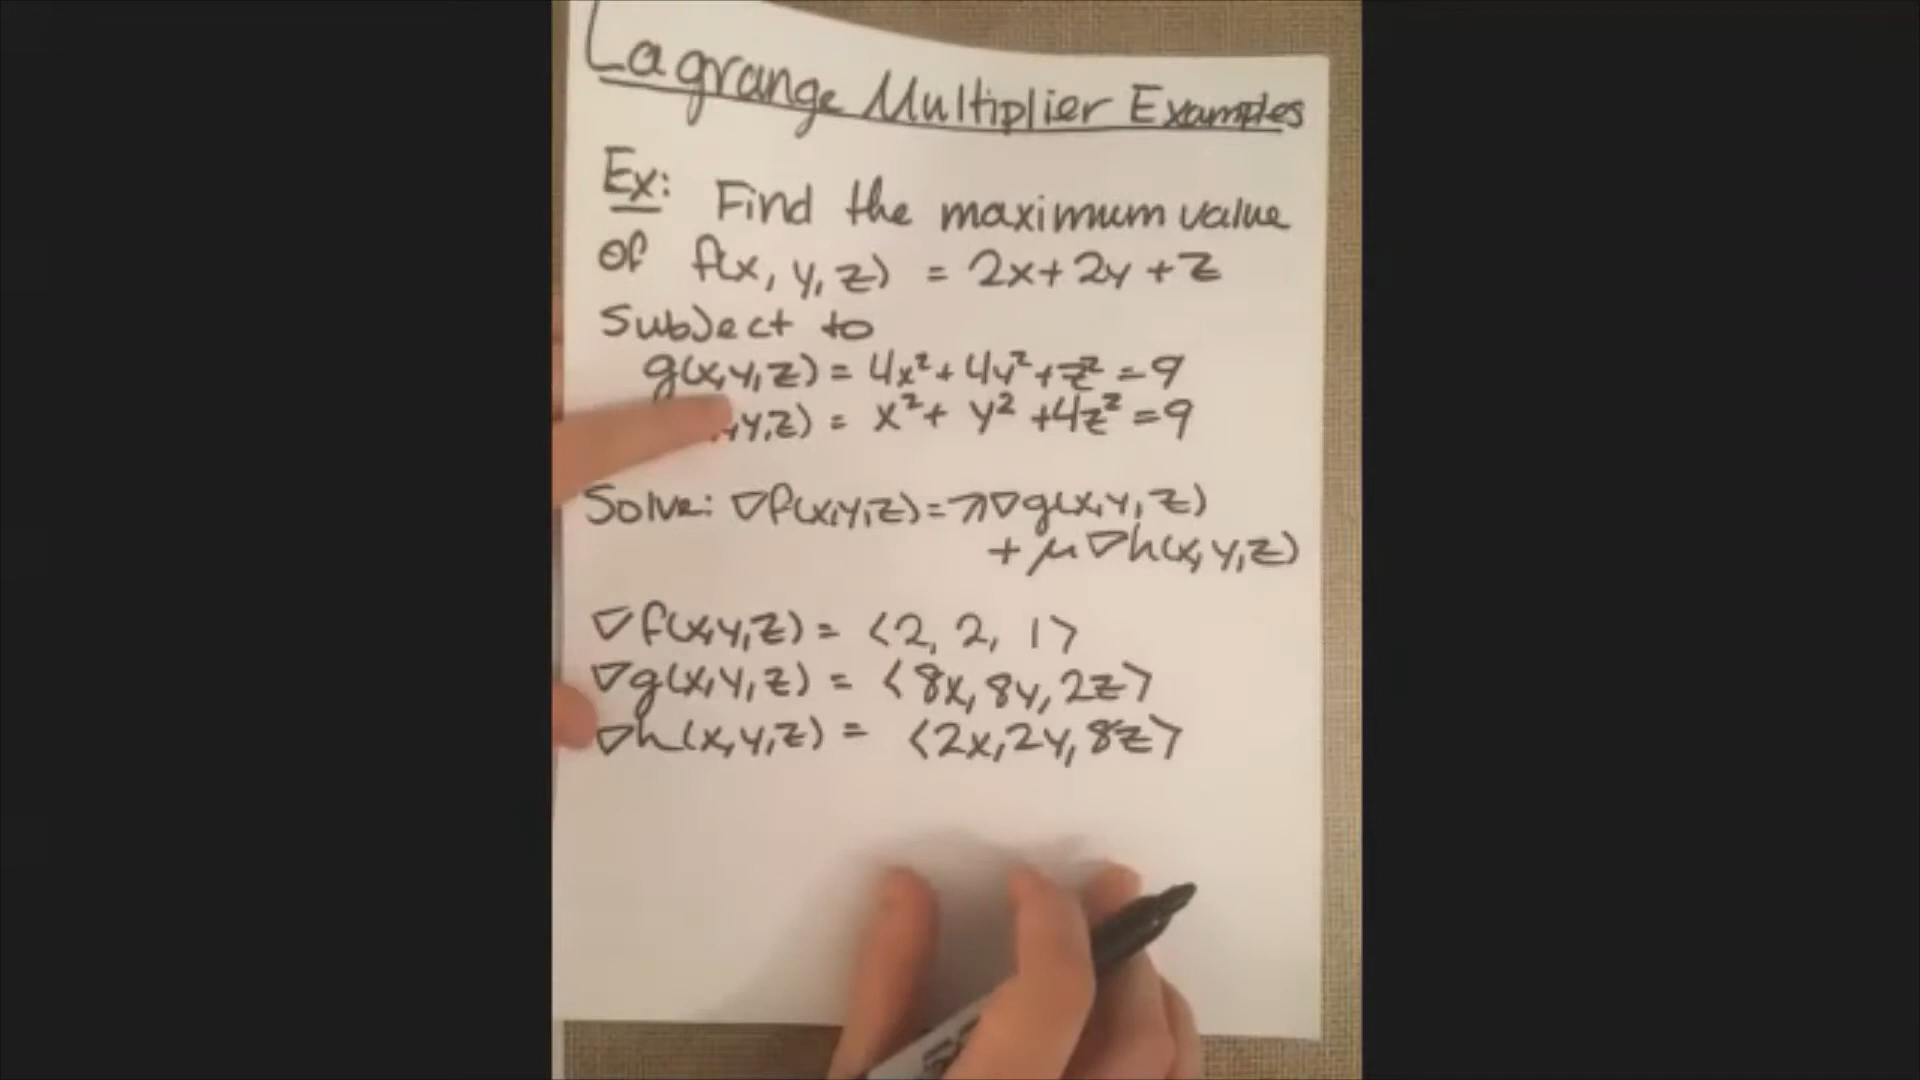 Lagrange Multiplier Examples
Ex: Find the maximum value
of f(x, y, z) = 2x + 2y + z
Subject to
g(x,y,z) = 4x² + 4y² + z² = 9
,y,z) = x² + y² + 4z² = 9
Solve: ∇f(x,y,z) = λ∇g(x,y,z)
+ μ∇h(x,y,z)
∇f(x,y,z) = ⟨2, 2, 1⟩
∇g(x,y,z) = ⟨8x, 8y, 2z⟩
∇h(x,y,z) = ⟨2x, 2y, 8z⟩